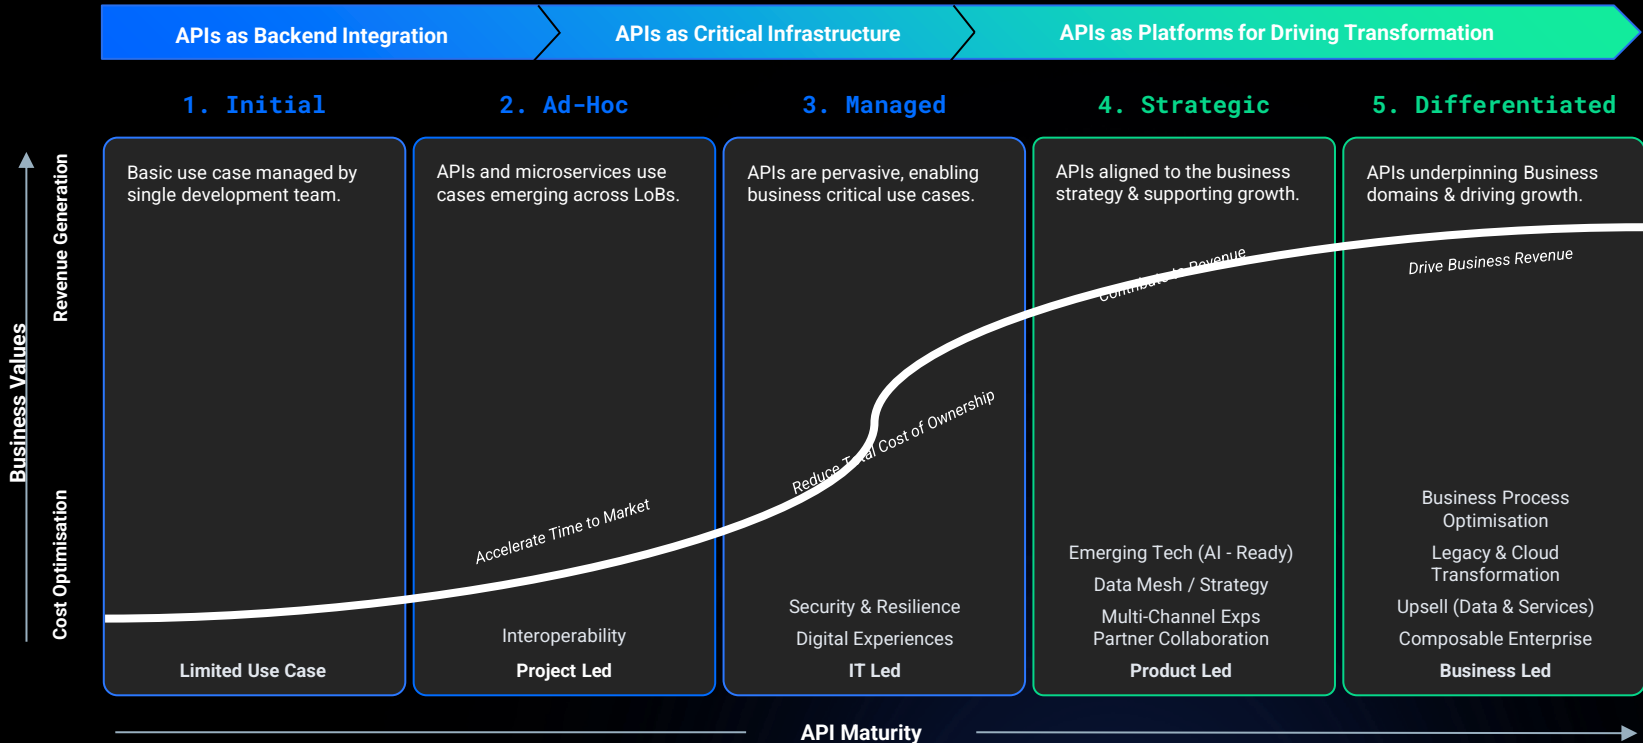 APIs as Backend Integration
APIs as Critical Infrastructure
APIs as Platforms for Driving Transformation
1. Initial
2. Ad-Hoc
3. Managed
4. Strategic
5. Differentiated
Business Values
Revenue Generation
Cost Optimisation
Basic use case managed by
single development team.
Limited Use Case
APIs and microservices use
cases emerging across LoBs.
Accelerate Time to Market
Interoperability
Project Led
APIs are pervasive, enabling
business critical use cases.
Reduce Total Cost of Ownership
Security & Resilience
Digital Experiences
IT Led
APIs aligned to the business
strategy & supporting growth.
Contribute to Revenue
Emerging Tech (AI - Ready)
Data Mesh / Strategy
Multi-Channel Exps
Partner Collaboration
Product Led
APIs underpinning Business
domains & driving growth.
Drive Business Revenue
Business Process
Optimisation
Legacy & Cloud
Transformation
Upsell (Data & Services)
Composable Enterprise
Business Led
API Maturity